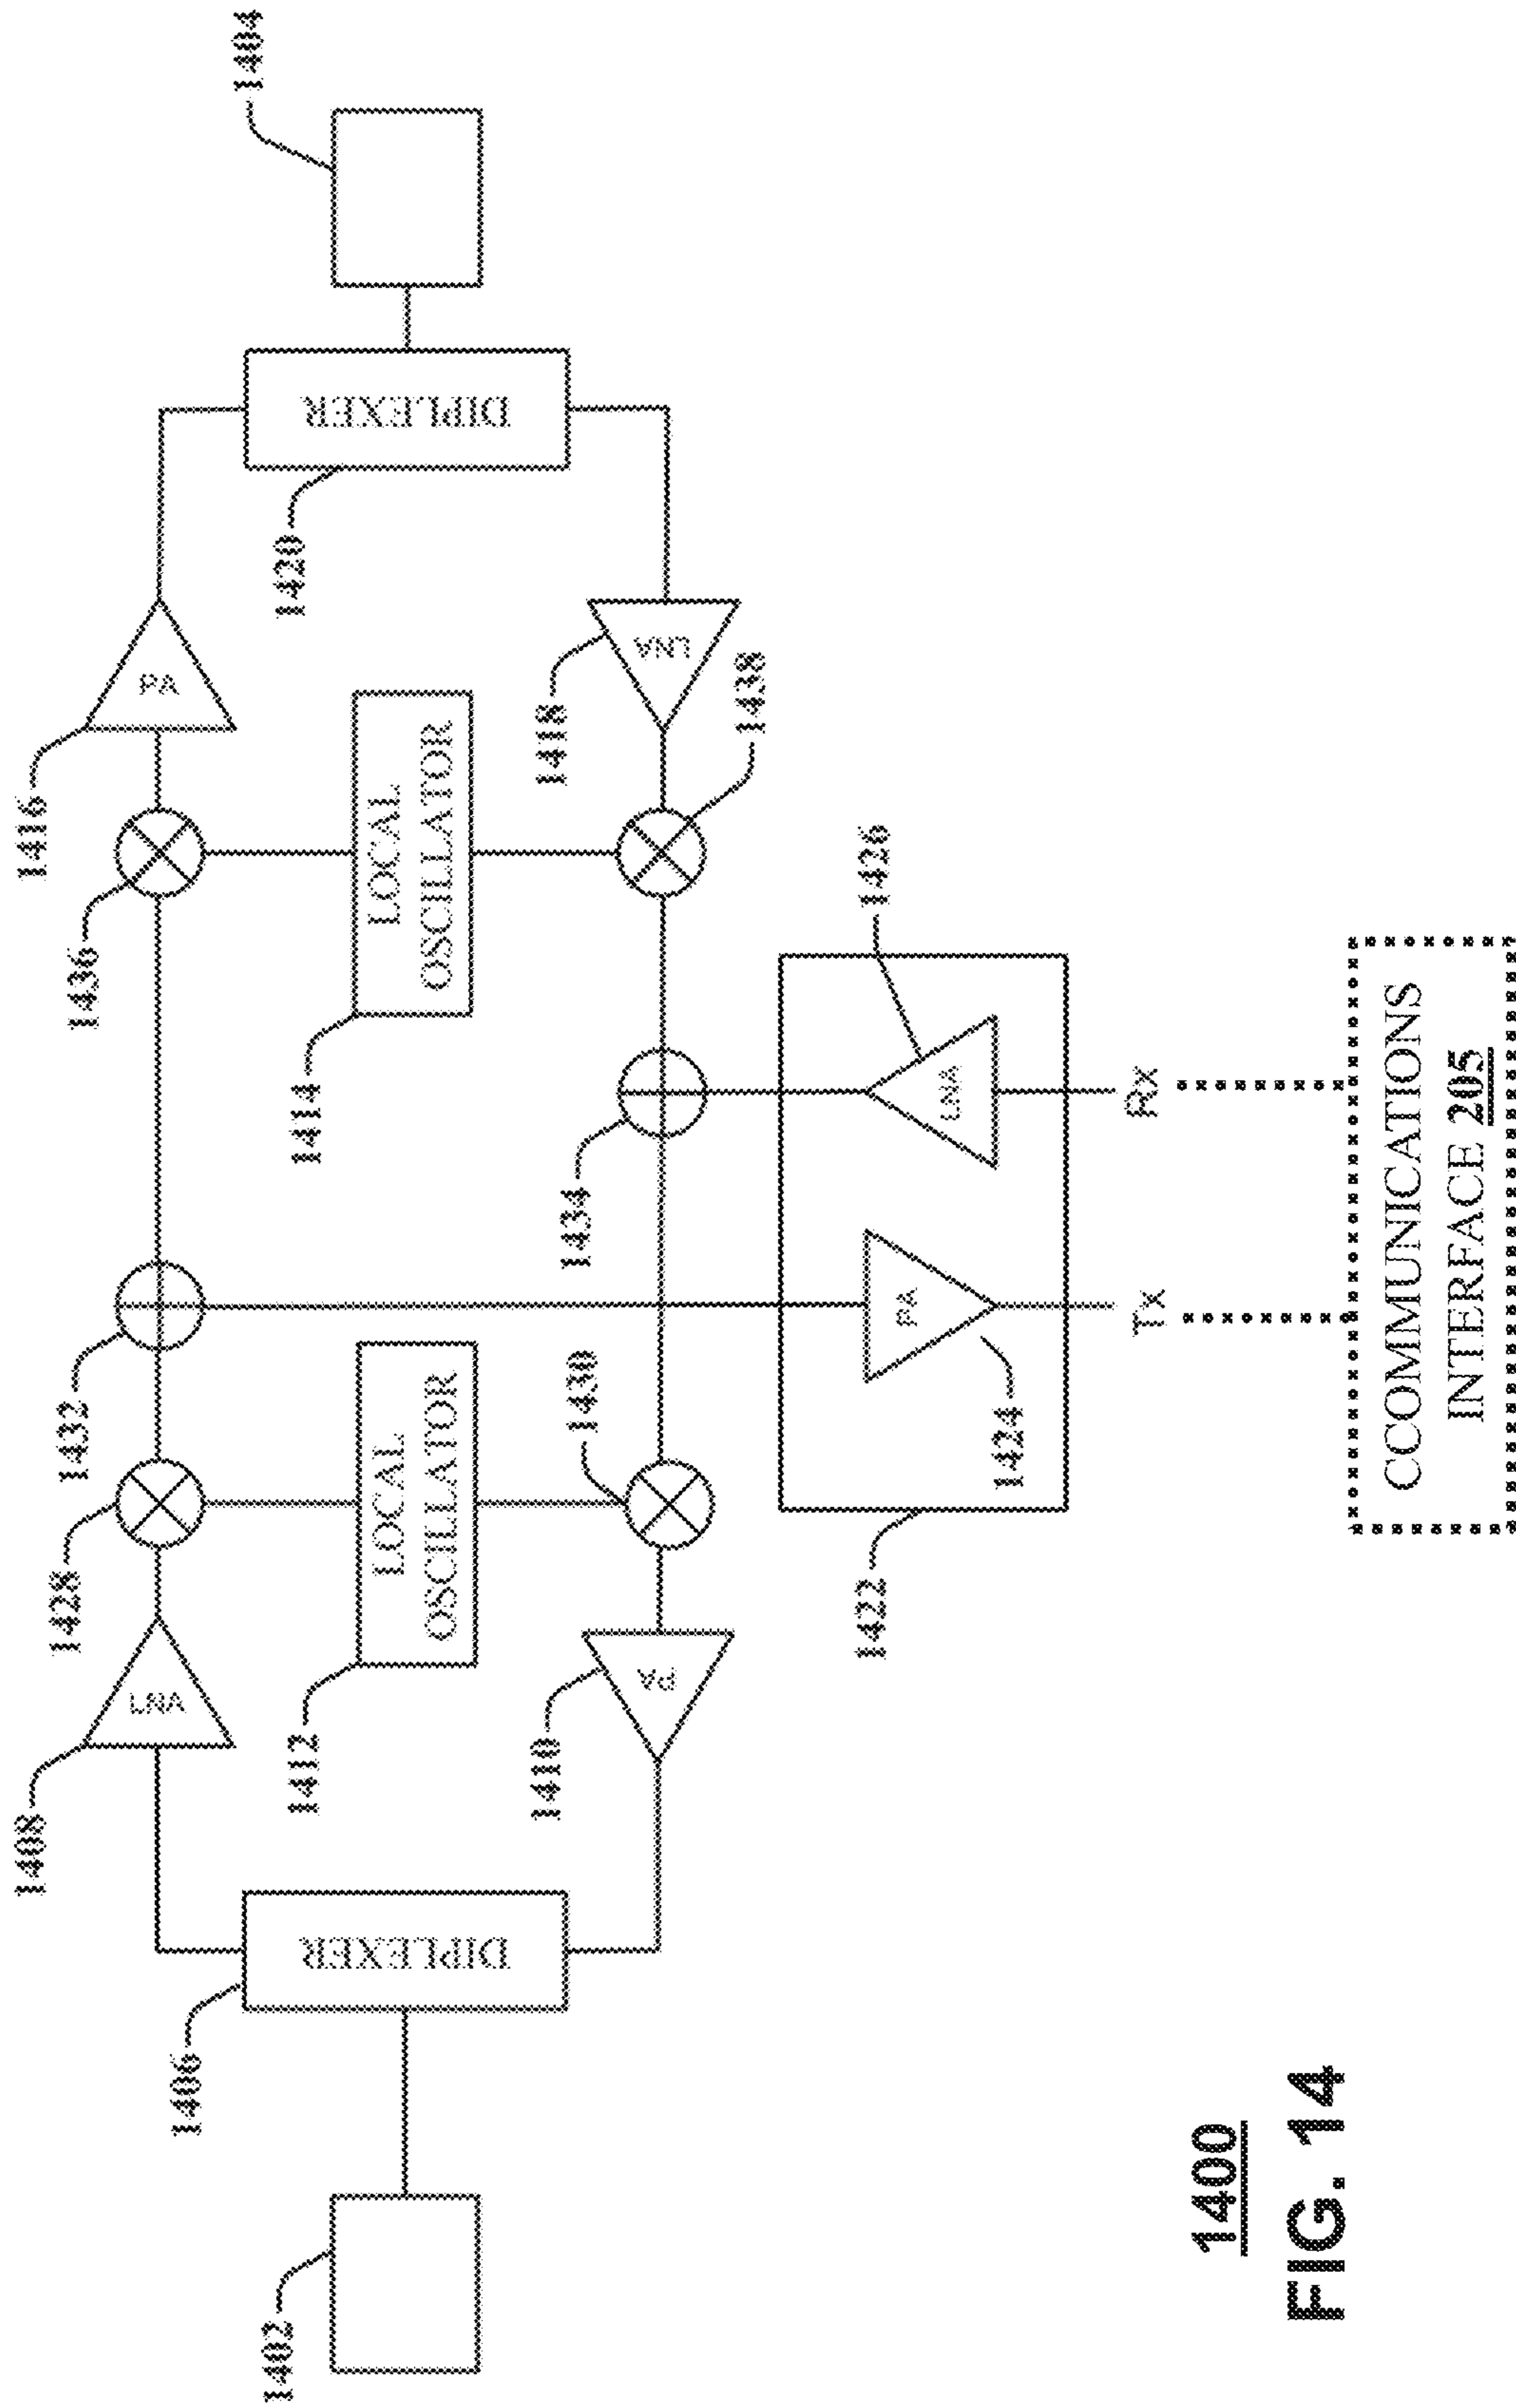 1404
1416
PA
1436
1420
DIPLEXER
LOCAL
OSCILLATOR
1414
1418
LNA
1438
1432
1434
1426
LNA
Rx
1428
LOCAL
OSCILLATOR
1412
1430
PA
1424
Tx
1422
CCOMMUNICATIONS
INTERFACE 205
1408
LNA
1410
PA
1406
DIPLEXER
1402
1400
FIG. 14